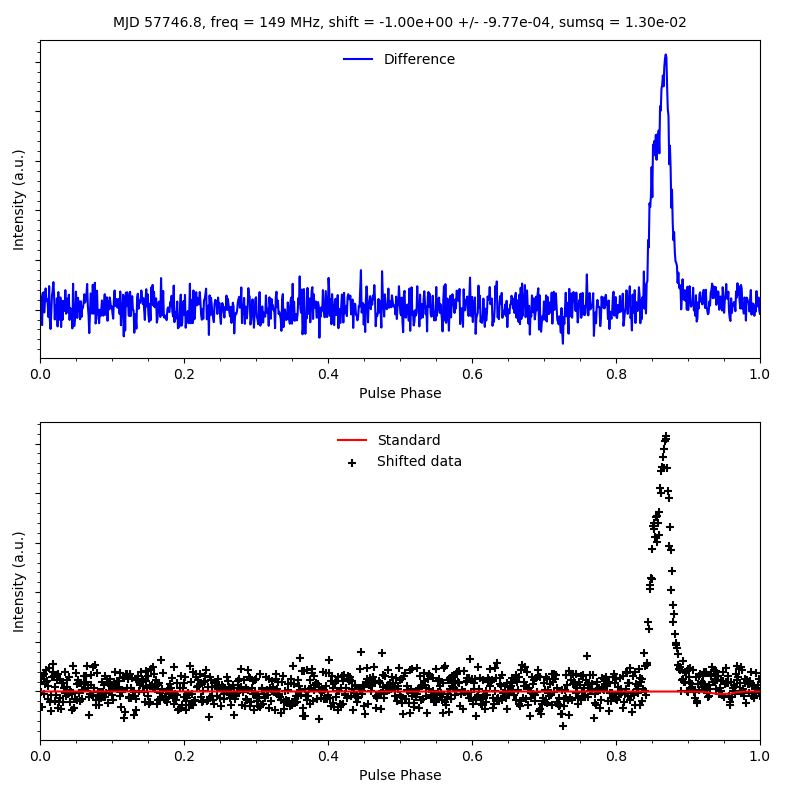 MJD 57746.8, freq = 149 MHz, shift = -1.00e+00 +/- -9.77e-04, sumsq = 1.30e-02
Difference
Intensity (a.u.)
0.0 0.2 0.4 0.6 0.8 1.0
Pulse Phase
Standard
Shifted data
Intensity (a.u.)
0.0 0.2 0.4 0.6 0.8 1.0
Pulse Phase